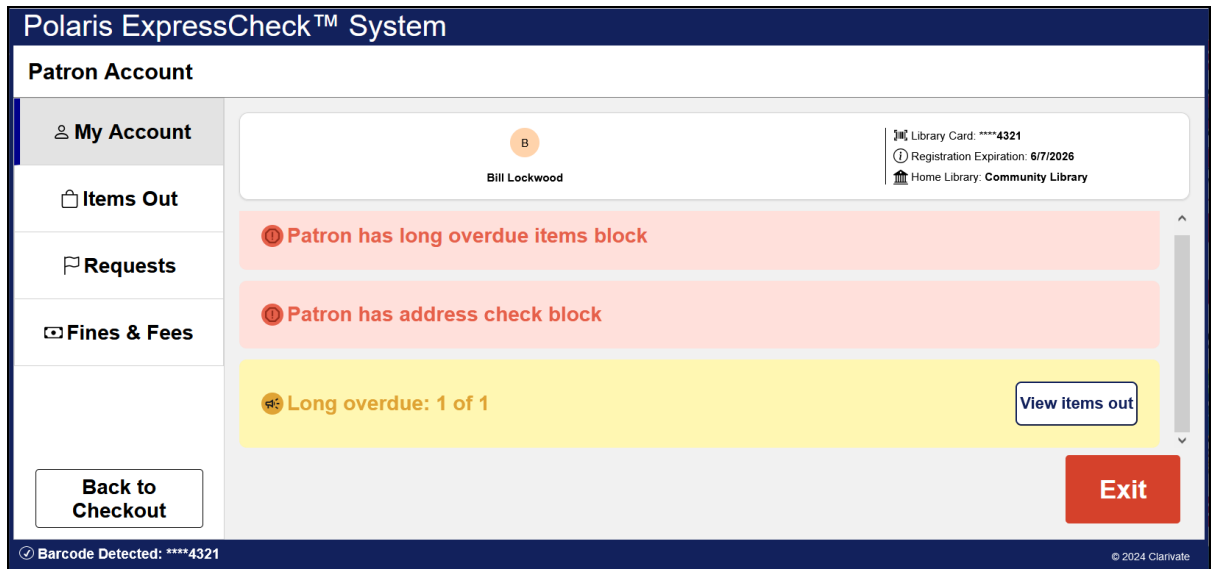 Polaris ExpressCheck™ System
Patron Account
My Account
Items Out
Requests
Fines & Fees
Back to
Checkout
B
Bill Lockwood
Library Card: ****4321
Registration Expiration: 6/7/2026
Home Library: Community Library
Patron has long overdue items block
Patron has address check block
Long overdue: 1 of 1
View items out
Exit
Barcode Detected: ****4321
© 2024 Clarivate